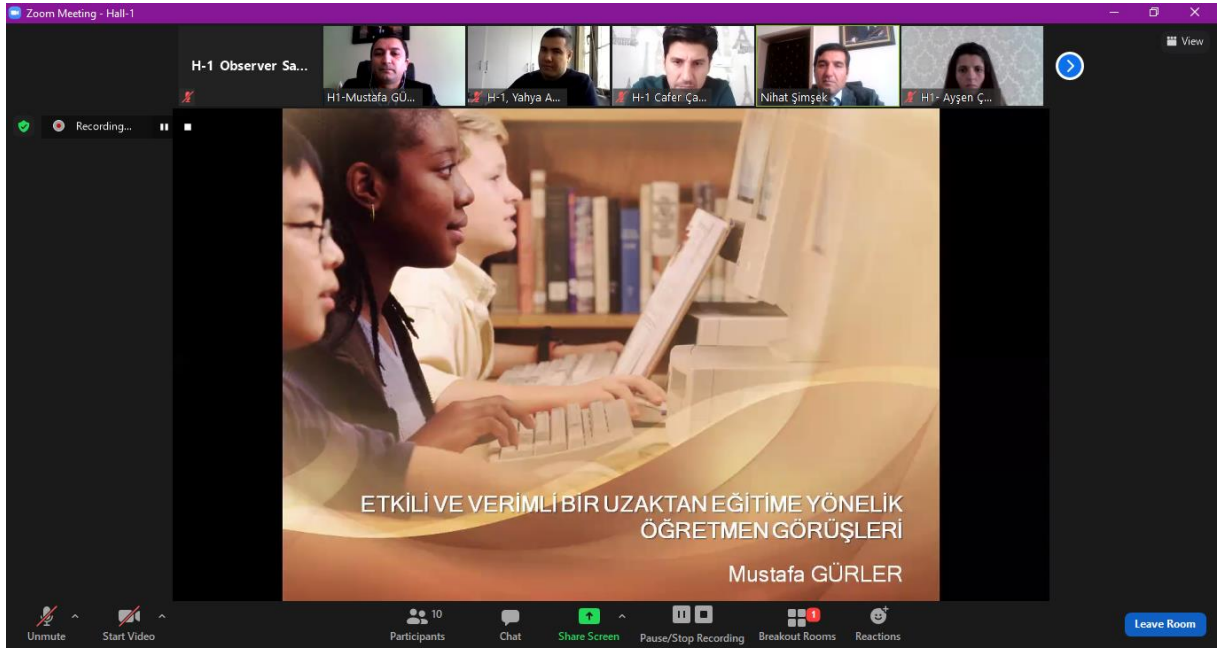 Zoom Meeting - Hall-1
View
H-1 Observer Sa...
H1-Mustafa GÜ...
H-1, Yahya A...
H-1 Cafer Ça...
Nihat Şimşek
H1- Ayşen Ç...
Recording...
ETKİLİ VE VERİMLİ BİR UZAKTAN EĞİTİME YÖNELİK
ÖĞRETMEN GÖRÜŞLERİ
Mustafa GÜRLER
10
1
Unmute
Start Video
Participants
Chat
Share Screen
Pause/Stop Recording
Breakout Rooms
Reactions
Leave Room